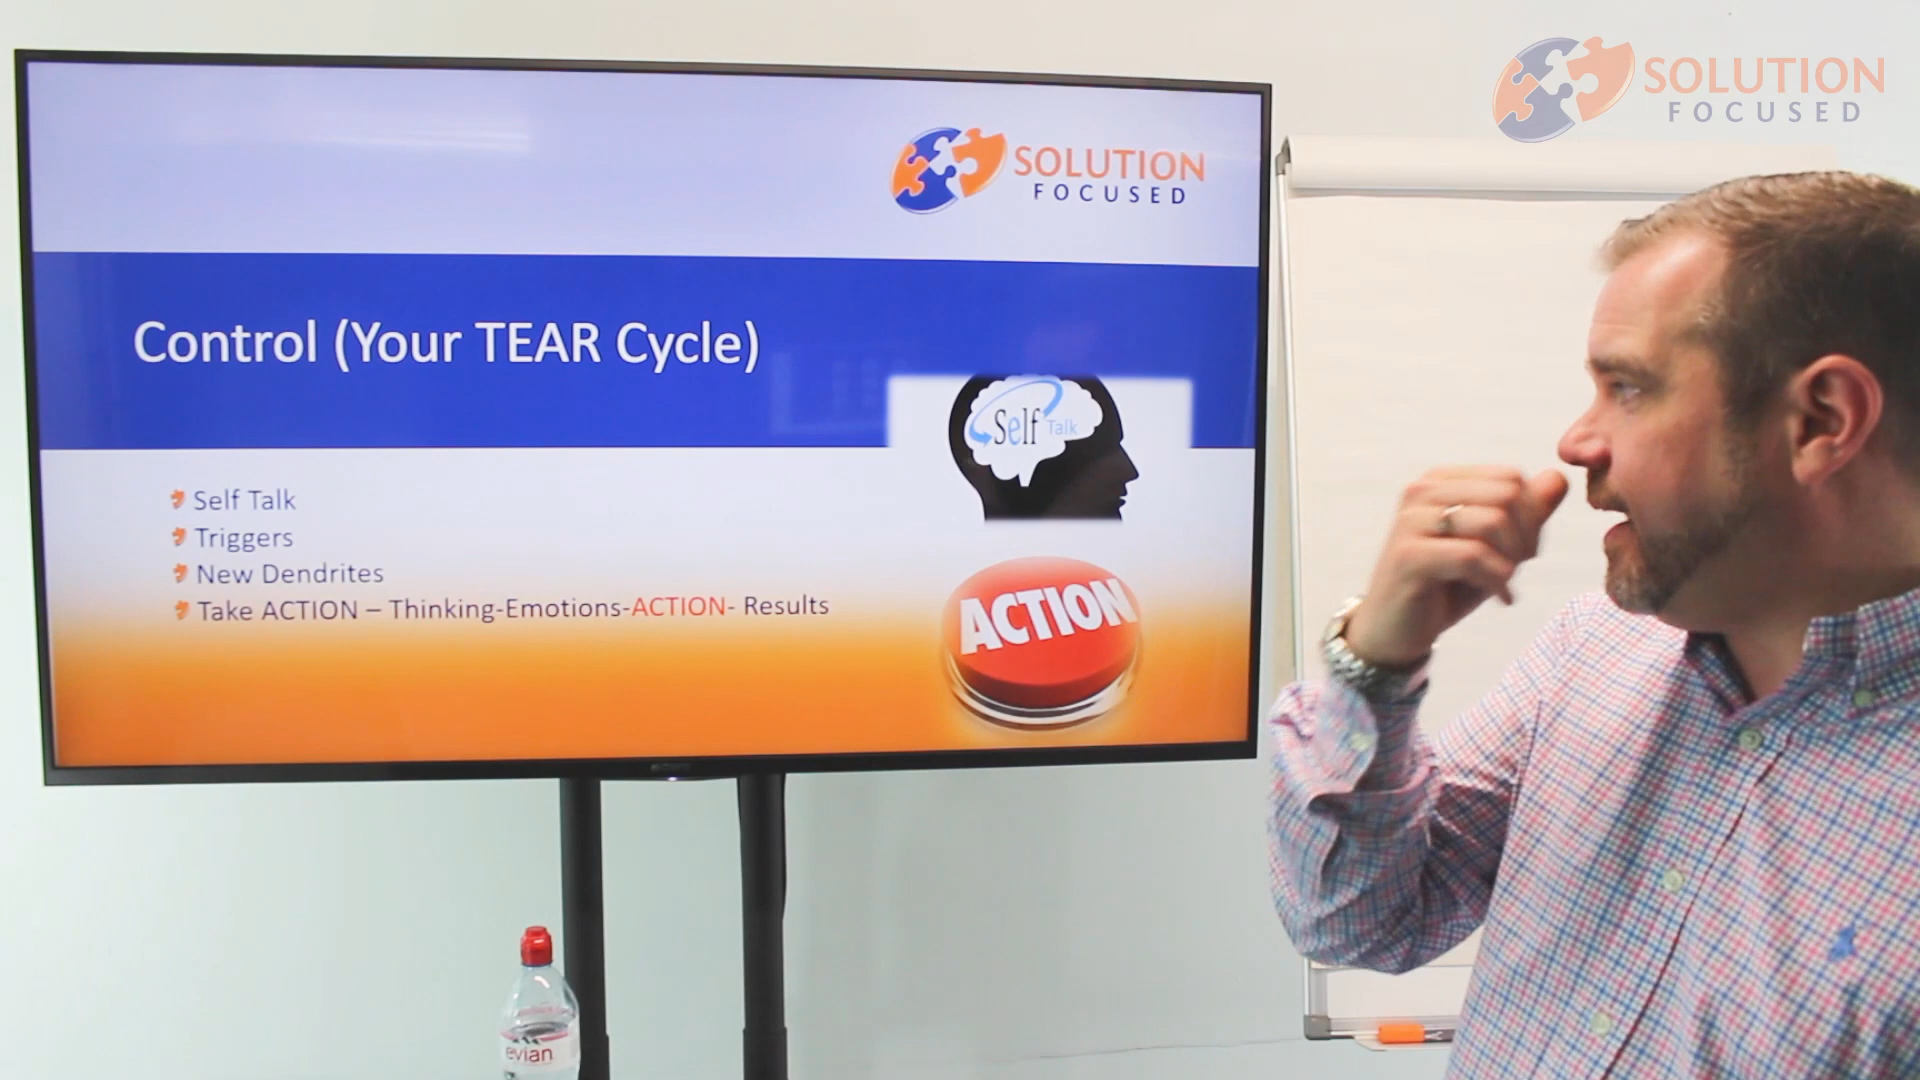 SOLUTION
FOCUSED
SOLUTION
FOCUSED
Control (Your TEAR Cycle)
Self Talk
Self Talk
Triggers
New Dendrites
Take ACTION – Thinking-Emotions-ACTION- Results
ACTION
evian